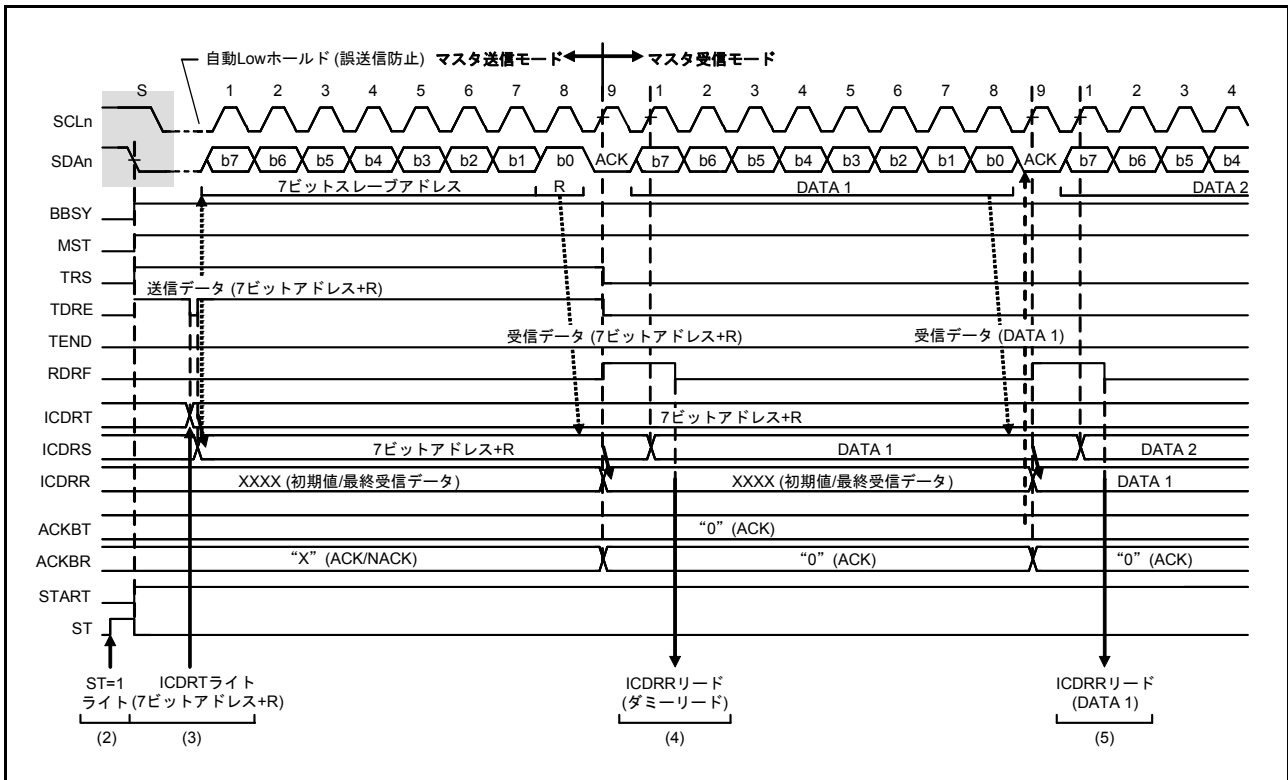 自動Lowホールド (誤送信防止) マスタ送信モード マスタ受信モード
S 1 2 3 4 5 6 7 8 9 1 2 3 4 5 6 7 8 9 1 2 3 4
SCLn
SDAn b7 b6 b5 b4 b3 b2 b1 b0 ACK b7 b6 b5 b4 b3 b2 b1 b0 ACK b7 b6 b5 b4
7ビットスレーブアドレス R DATA 1 DATA 2
BBSY
MST
TRS
送信データ (7ビットアドレス+R)
TDRE
受信データ (7ビットアドレス+R) 受信データ (DATA 1)
TEND
RDRF
ICDRT 7ビットアドレス+R
ICDRS 7ビットアドレス+R DATA 1 DATA 2
ICDRR XXXX (初期値/最終受信データ) XXXX (初期値/最終受信データ) DATA 1
ACKBT “0” (ACK)
ACKBR “X” (ACK/NACK) “0” (ACK) “0” (ACK)
START
ST
ST=1 ICDRTライト ICDRRリード ICDRRリード
ライト (7ビットアドレス+R) (ダミーリード) (DATA 1)
(2) (3) (4) (5)